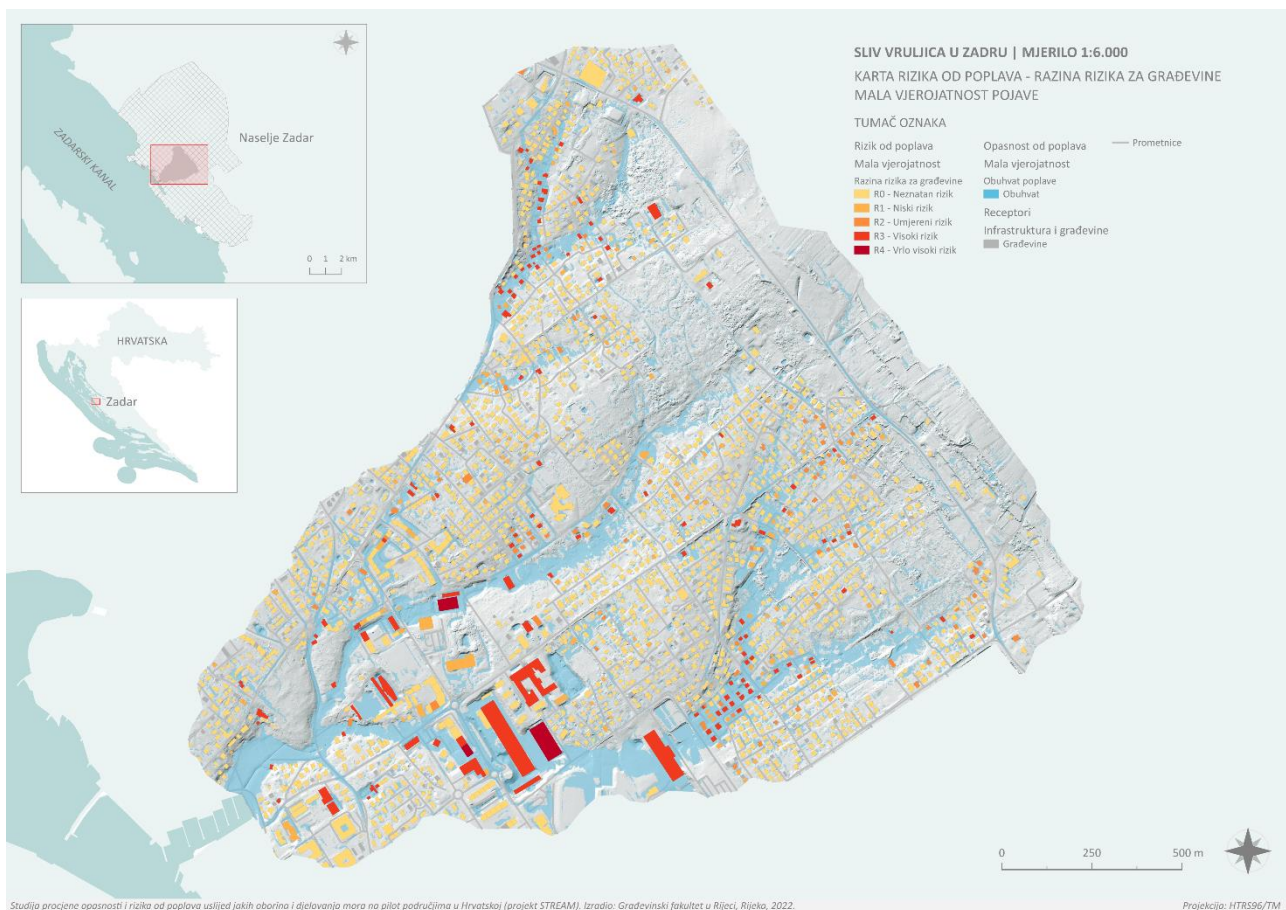 SLIV VRULJICA U ZADRU | MJERILO 1:6.000
KARTA RIZIKA OD POPLAVA - RAZINA RIZIKA ZA GRAĐEVINE
MALA VJEROJATNOST POJAVE
TUMAČ OZNAKA
Rizik od poplava
Mala vjerojatnost
Razina rizika za građevine
R0 - Neznatan rizik
R1 - Niski rizik
R2 - Umjereni rizik
R3 - Visoki rizik
R4 - Vrlo visoki rizik
Opasnost od poplava
Mala vjerojatnost
Obuhvat poplave
Obuhvat
Receptori
Infrastruktura i građevine
Građevine
Prometnice
ZADARSKI KANAL
Naselje Zadar
0 1 2 km
HRVATSKA
Zadar
0 250 500 m
Studija procjene opasnosti i rizika od poplava uslijed jakih oborina i djelovanja mora na pilot područjima u Hrvatskoj (projekt STREAM). Izradio: Građevinski fakultet u Rijeci, Rijeka, 2022.
Projekcija: HTRS96/TM